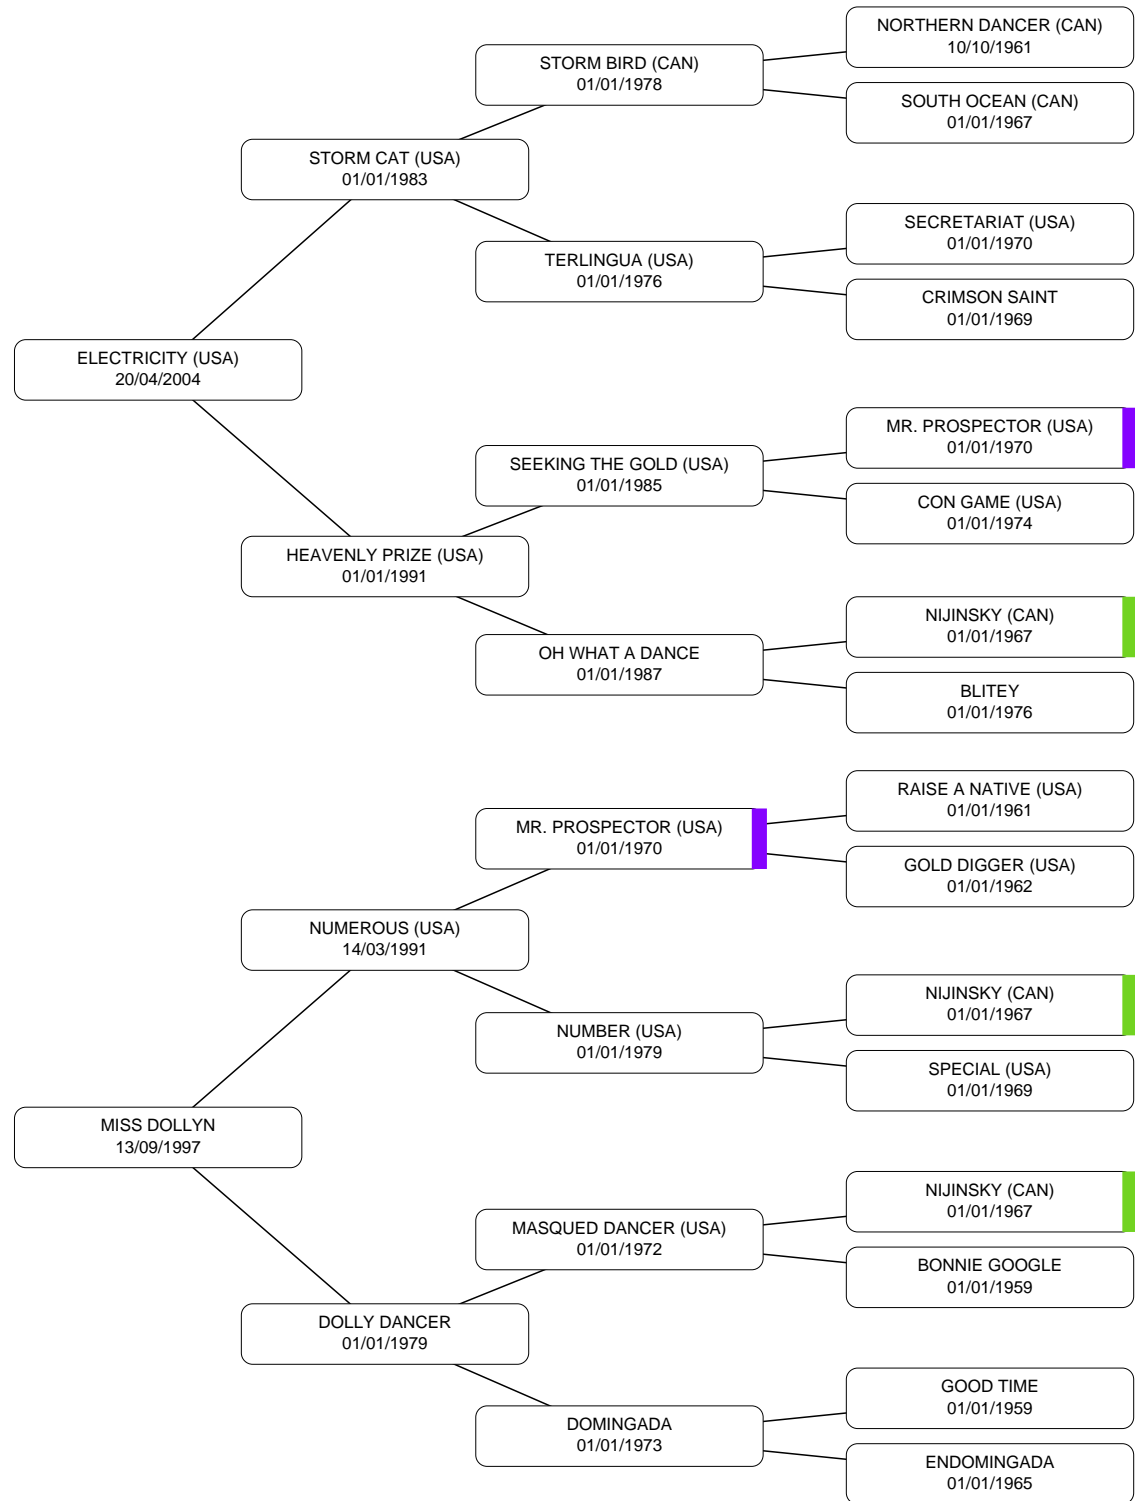 NORTHERN DANCER (CAN)
10/10/1961
STORM BIRD (CAN)
01/01/1978
SOUTH OCEAN (CAN)
01/01/1967
STORM CAT (USA)
01/01/1983
SECRETARIAT (USA)
01/01/1970
TERLINGUA (USA)
01/01/1976
CRIMSON SAINT
01/01/1969
ELECTRICITY (USA)
20/04/2004
MR. PROSPECTOR (USA)
01/01/1970
SEEKING THE GOLD (USA)
01/01/1985
CON GAME (USA)
01/01/1974
HEAVENLY PRIZE (USA)
01/01/1991
NIJINSKY (CAN)
01/01/1967
OH WHAT A DANCE
01/01/1987
BLITEY
01/01/1976
RAISE A NATIVE (USA)
01/01/1961
MR. PROSPECTOR (USA)
01/01/1970
GOLD DIGGER (USA)
01/01/1962
NUMEROUS (USA)
14/03/1991
NIJINSKY (CAN)
01/01/1967
NUMBER (USA)
01/01/1979
SPECIAL (USA)
01/01/1969
MISS DOLLYN
13/09/1997
NIJINSKY (CAN)
01/01/1967
MASQUED DANCER (USA)
01/01/1972
BONNIE GOOGLE
01/01/1959
DOLLY DANCER
01/01/1979
GOOD TIME
01/01/1959
DOMINGADA
01/01/1973
ENDOMINGADA
01/01/1965